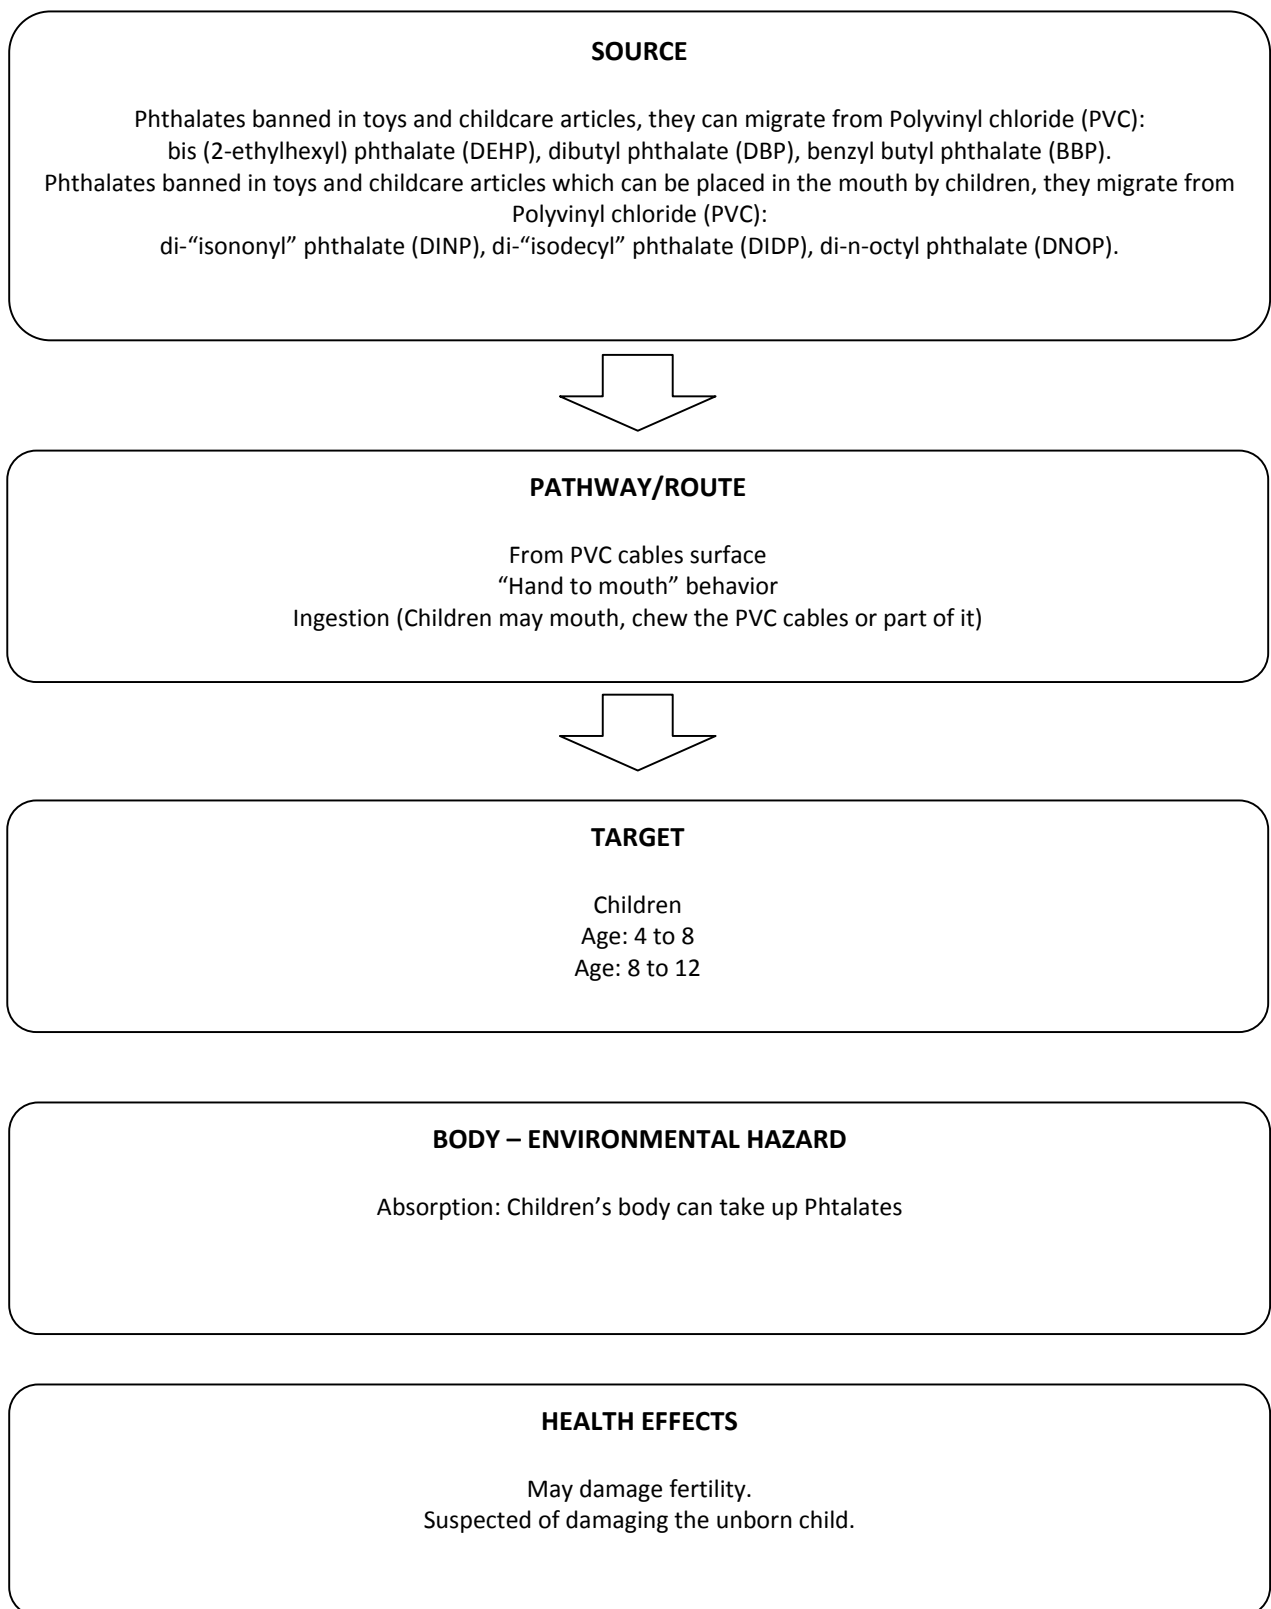 SOURCE
Phthalates banned in toys and childcare articles, they can migrate from Polyvinyl chloride (PVC):
bis (2-ethylhexyl) phthalate (DEHP), dibutyl phthalate (DBP), benzyl butyl phthalate (BBP).
Phthalates banned in toys and childcare articles which can be placed in the mouth by children, they migrate from
Polyvinyl chloride (PVC):
di-“isononyl” phthalate (DINP), di-“isodecyl” phthalate (DIDP), di-n-octyl phthalate (DNOP).
PATHWAY/ROUTE
From PVC cables surface
“Hand to mouth” behavior
Ingestion (Children may mouth, chew the PVC cables or part of it)
TARGET
Children
Age: 4 to 8
Age: 8 to 12
BODY – ENVIRONMENTAL HAZARD
Absorption: Children’s body can take up Phtalates
HEALTH EFFECTS
May damage fertility.
Suspected of damaging the unborn child.